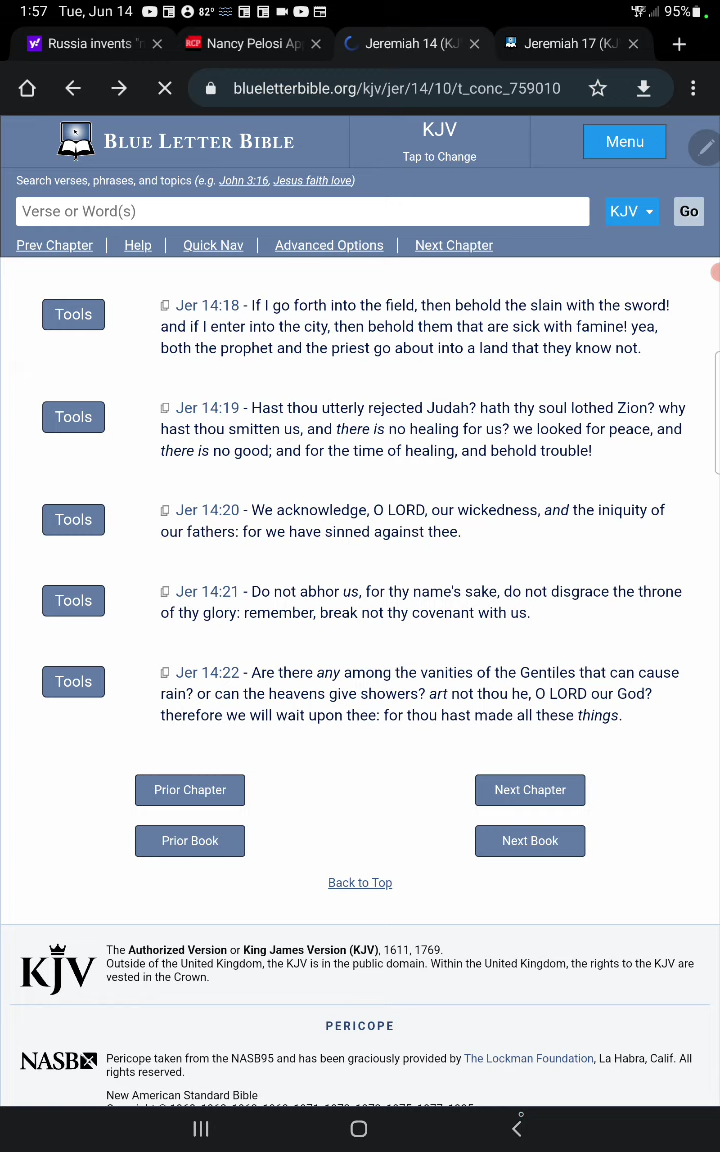 1:57 Tue, Jun 14 82° 95%
Russia invents "n Nancy Pelosi Ap Jeremiah 14 (KJ Jeremiah 17 (KJ
blueletterbible.org/kjv/jer/14/10/t_conc_759010
BLUE LETTER BIBLE KJV Menu
Tap to Change
Search verses, phrases, and topics (e.g. John 3:16, Jesus faith love)
Verse or Word(s) KJV Go
Prev Chapter | Help | Quick Nav | Advanced Options | Next Chapter
Tools Jer 14:18 - If I go forth into the field, then behold the slain with the sword!
and if I enter into the city, then behold them that are sick with famine! yea,
both the prophet and the priest go about into a land that they know not.
Tools Jer 14:19 - Hast thou utterly rejected Judah? hath thy soul lothed Zion? why
hast thou smitten us, and there is no healing for us? we looked for peace, and
there is no good; and for the time of healing, and behold trouble!
Tools Jer 14:20 - We acknowledge, O LORD, our wickedness, and the iniquity of
our fathers: for we have sinned against thee.
Tools Jer 14:21 - Do not abhor us, for thy name's sake, do not disgrace the throne
of thy glory: remember, break not thy covenant with us.
Tools Jer 14:22 - Are there any among the vanities of the Gentiles that can cause
rain? or can the heavens give showers? art not thou he, O LORD our God?
therefore we will wait upon thee: for thou hast made all these things.
Prior Chapter Next Chapter
Prior Book Next Book
Back to Top
KJV The Authorized Version or King James Version (KJV), 1611, 1769.
Outside of the United Kingdom, the KJV is in the public domain. Within the United Kingdom, the rights to the KJV are
vested in the Crown.
PERICOPE
NASB Pericope taken from the NASB95 and has been graciously provided by The Lockman Foundation, La Habra, Calif. All
rights reserved.
New American Standard Bible